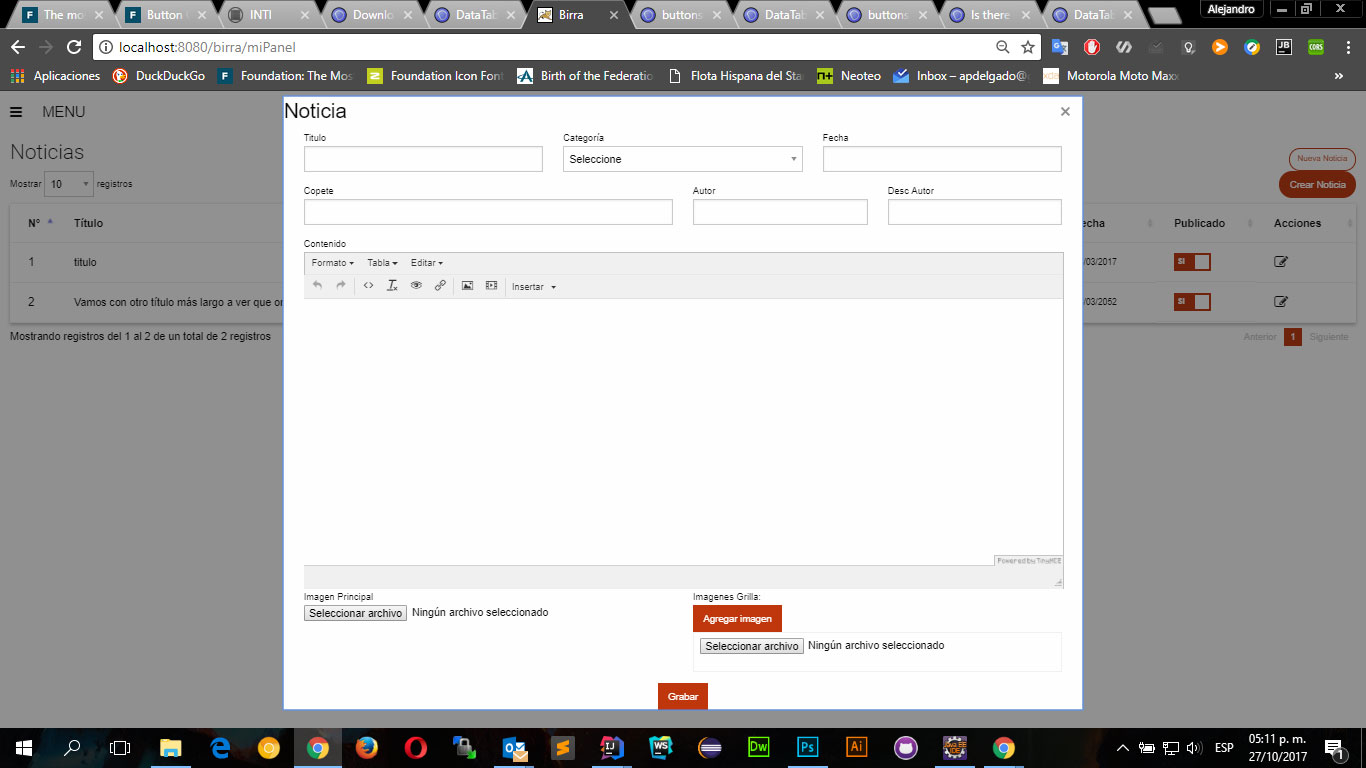 The mo Button INTI Downlo DataTab Birra buttons DataTab buttons Is there DataTab Alejandro
localhost:8080/birra/miPanel
Aplicaciones DuckDuckGo Foundation: The Mos Foundation Icon Font Birth of the Federatio Flota Hispana del Sta Neoteo Inbox – apdelgado@ Motorola Moto Maxx »
MENU
Noticia
Titulo Categoría Fecha
Seleccione
Noticias
Nueva Noticia
Mostrar 10 registros
Crear Noticia
Copete Autor Desc Autor
Nº Título echa Publicado Acciones
Contenido
Formato Tabla Editar
1 titulo /03/2017 SI
Insertar
2 Vamos con otro título más largo a ver que /03/2052 SI
Mostrando registros del 1 al 2 de un total de 2 registros
Anterior 1 Siguiente
Powered by TinyMCE
Imagen Principal Imagenes Grilla:
Seleccionar archivo Ningún archivo seleccionado
Agregar imagen
Seleccionar archivo Ningún archivo seleccionado
Grabar
ESP
05:11 p. m.
27/10/2017